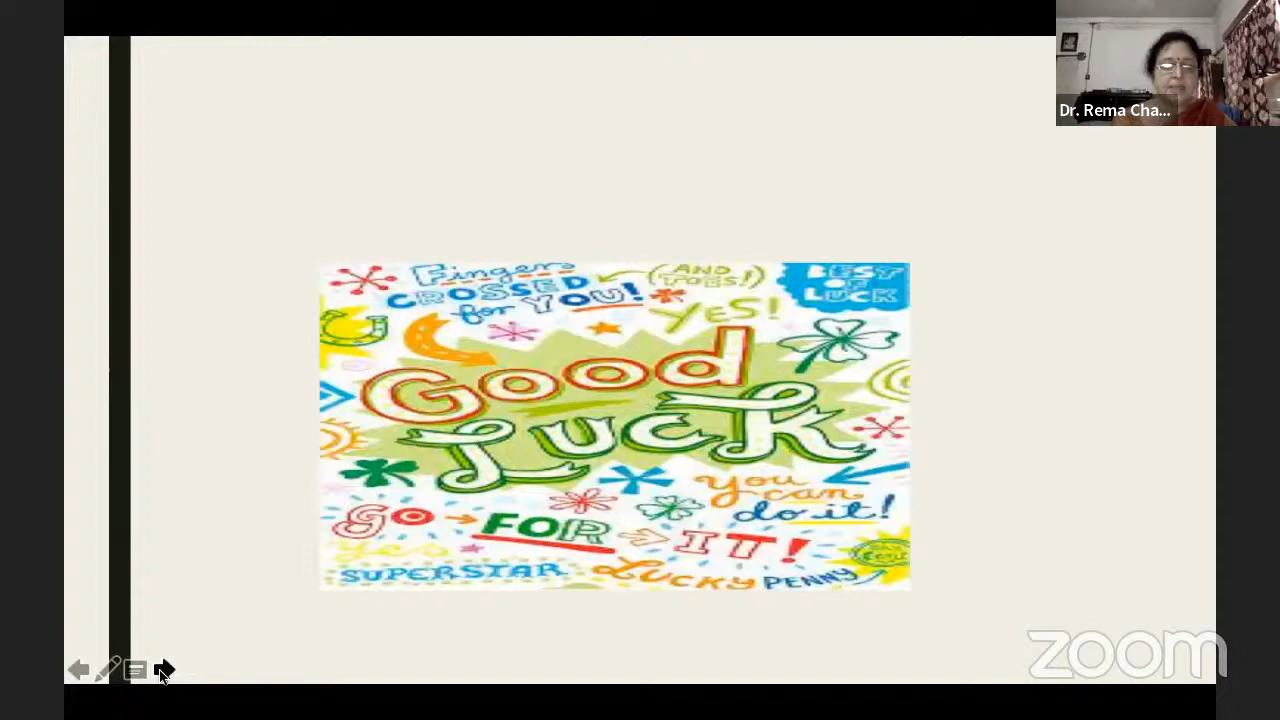 Dr. Rema Cha...
Fingers
CROSSED
for YOU!
(AND
TOES!)
BEST
OF
LUCK
YES!
Good
Luck
You
can
do it!
GO FOR IT!
yes
SUPERSTAR
LUCKY PENNY
zoom